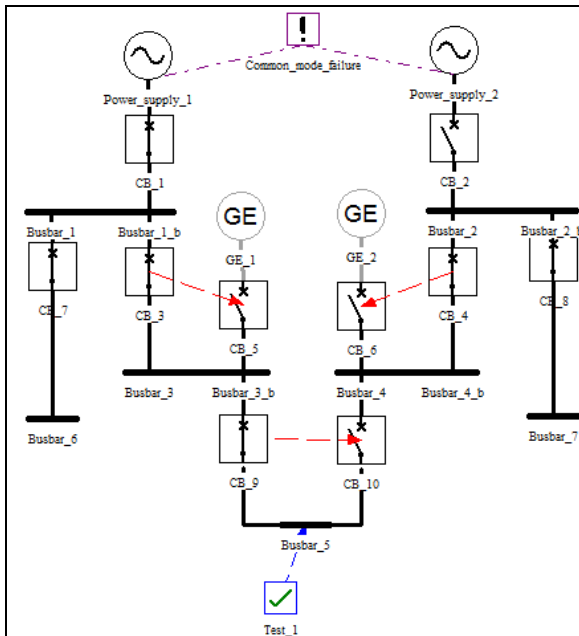 Common_mode_failure
Power_supply_1
Power_supply_2
CB_1
CB_2
GE
GE
Busbar_1
Busbar_1_b
Busbar_2
Busbar_2_b
GE_1
GE_2
CB_7
CB_3
CB_4
CB_8
CB_5
CB_6
Busbar_3
Busbar_3_b
Busbar_4
Busbar_4_b
Busbar_6
Busbar_7
CB_9
CB_10
Busbar_5
Test_1